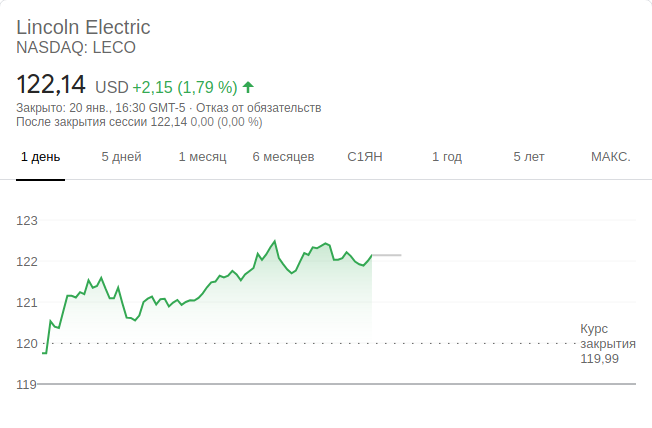 Lincoln Electric
NASDAQ: LECO
122,14 USD +2,15 (1,79 %)
Закрыто: 20 янв., 16:30 GMT-5 · Отказ от обязательств
После закрытия сессии 122,14 0,00 (0,00 %)
1 день 5 дней 1 месяц 6 месяцев С1ЯН 1 год 5 лет МАКС.
123
122
121
120
119
Курс
закрытия
119,99